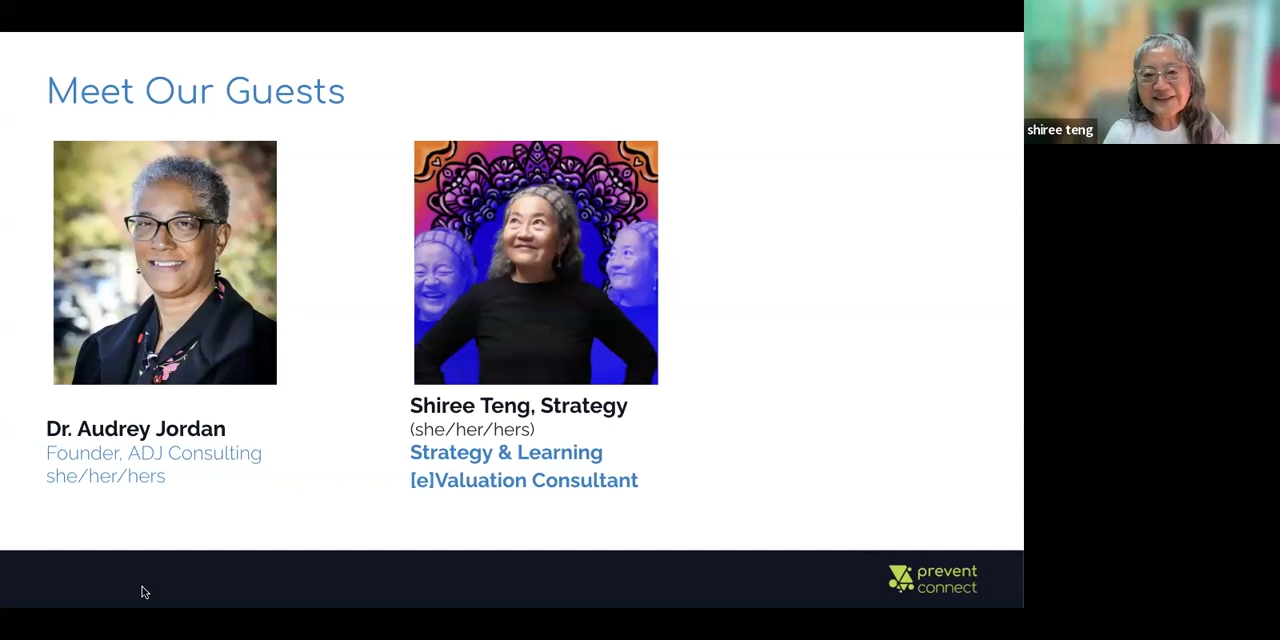 Meet Our Guests
shiree teng
Dr. Audrey Jordan
Founder, ADJ Consulting
she/her/hers
Shiree Teng, Strategy
(she/her/hers)
Strategy & Learning
[e]Valuation Consultant
prevent
connect